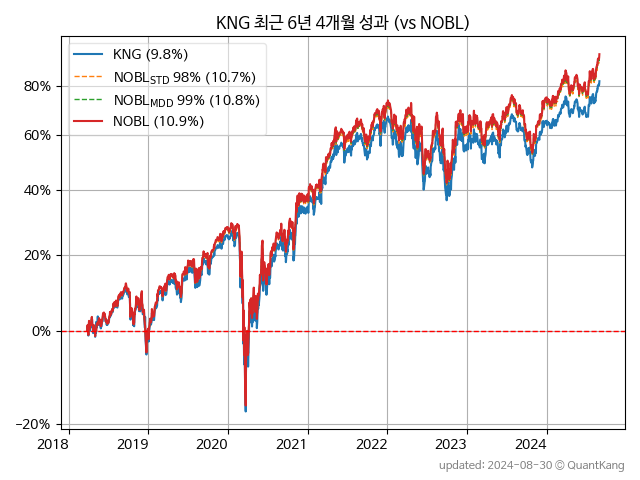 KNG 최근 6년 4개월 성과 (vs NOBL)
KNG (9.8%)
NOBL_STD 98% (10.7%)
NOBL_MDD 99% (10.8%)
NOBL (10.9%)
80%
60%
40%
20%
0%
−20%
2018 2019 2020 2021 2022 2023 2024
updated: 2024-08-30 © QuantKang